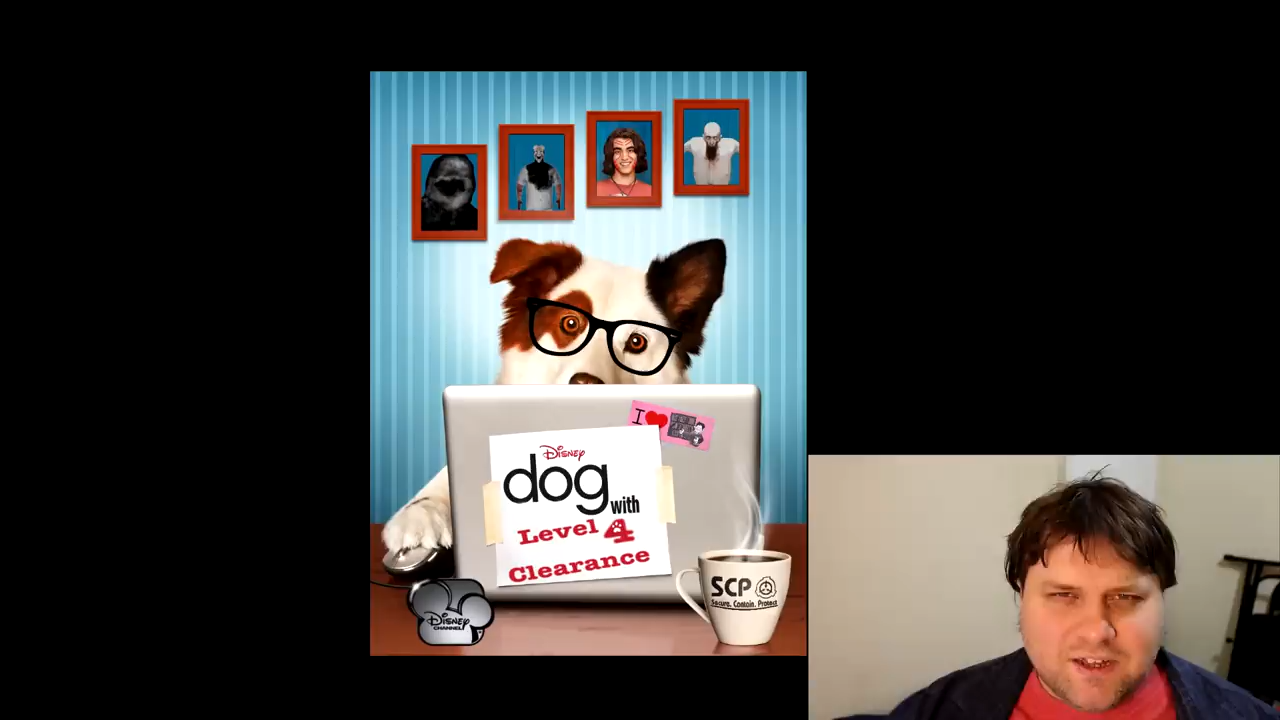 I
DISNEY
dog
with
Level 4
Clearance
SCP
Secure. Contain. Protect.
DISNEY
CHANNEL